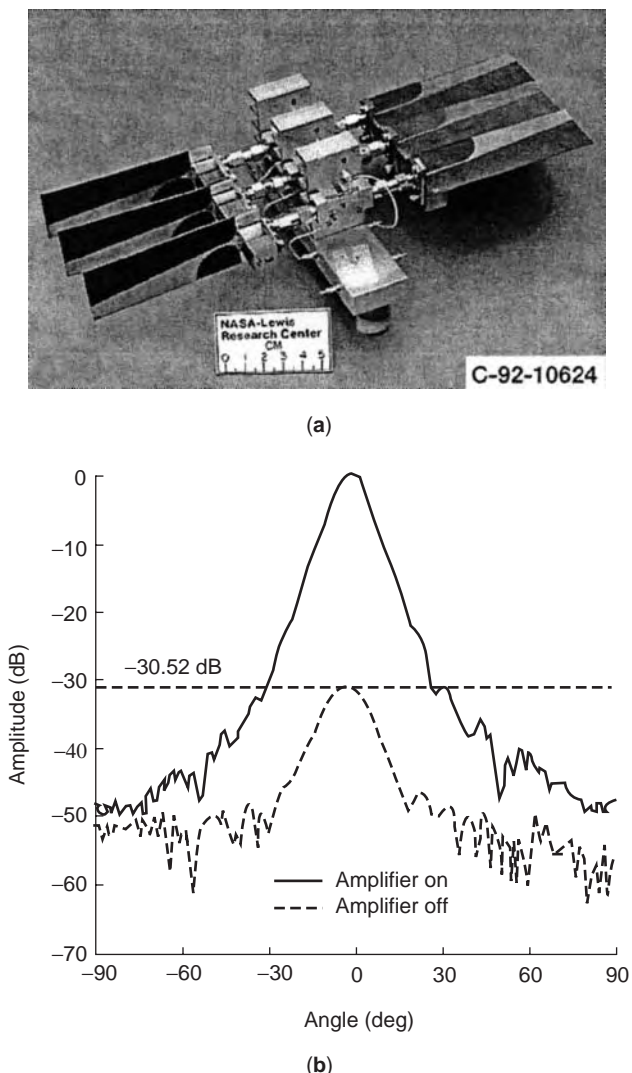 NASA-Lewis
Research Center
CM
0 1 2 3 4 5
C-92-10624
(a)
0
–10
–20
–30
–40
–50
–60
–70
Amplitude (dB)
–30.52 dB
Amplifier on
Amplifier off
–90 –60 –30 0 30 60 90
Angle (deg)
(b)